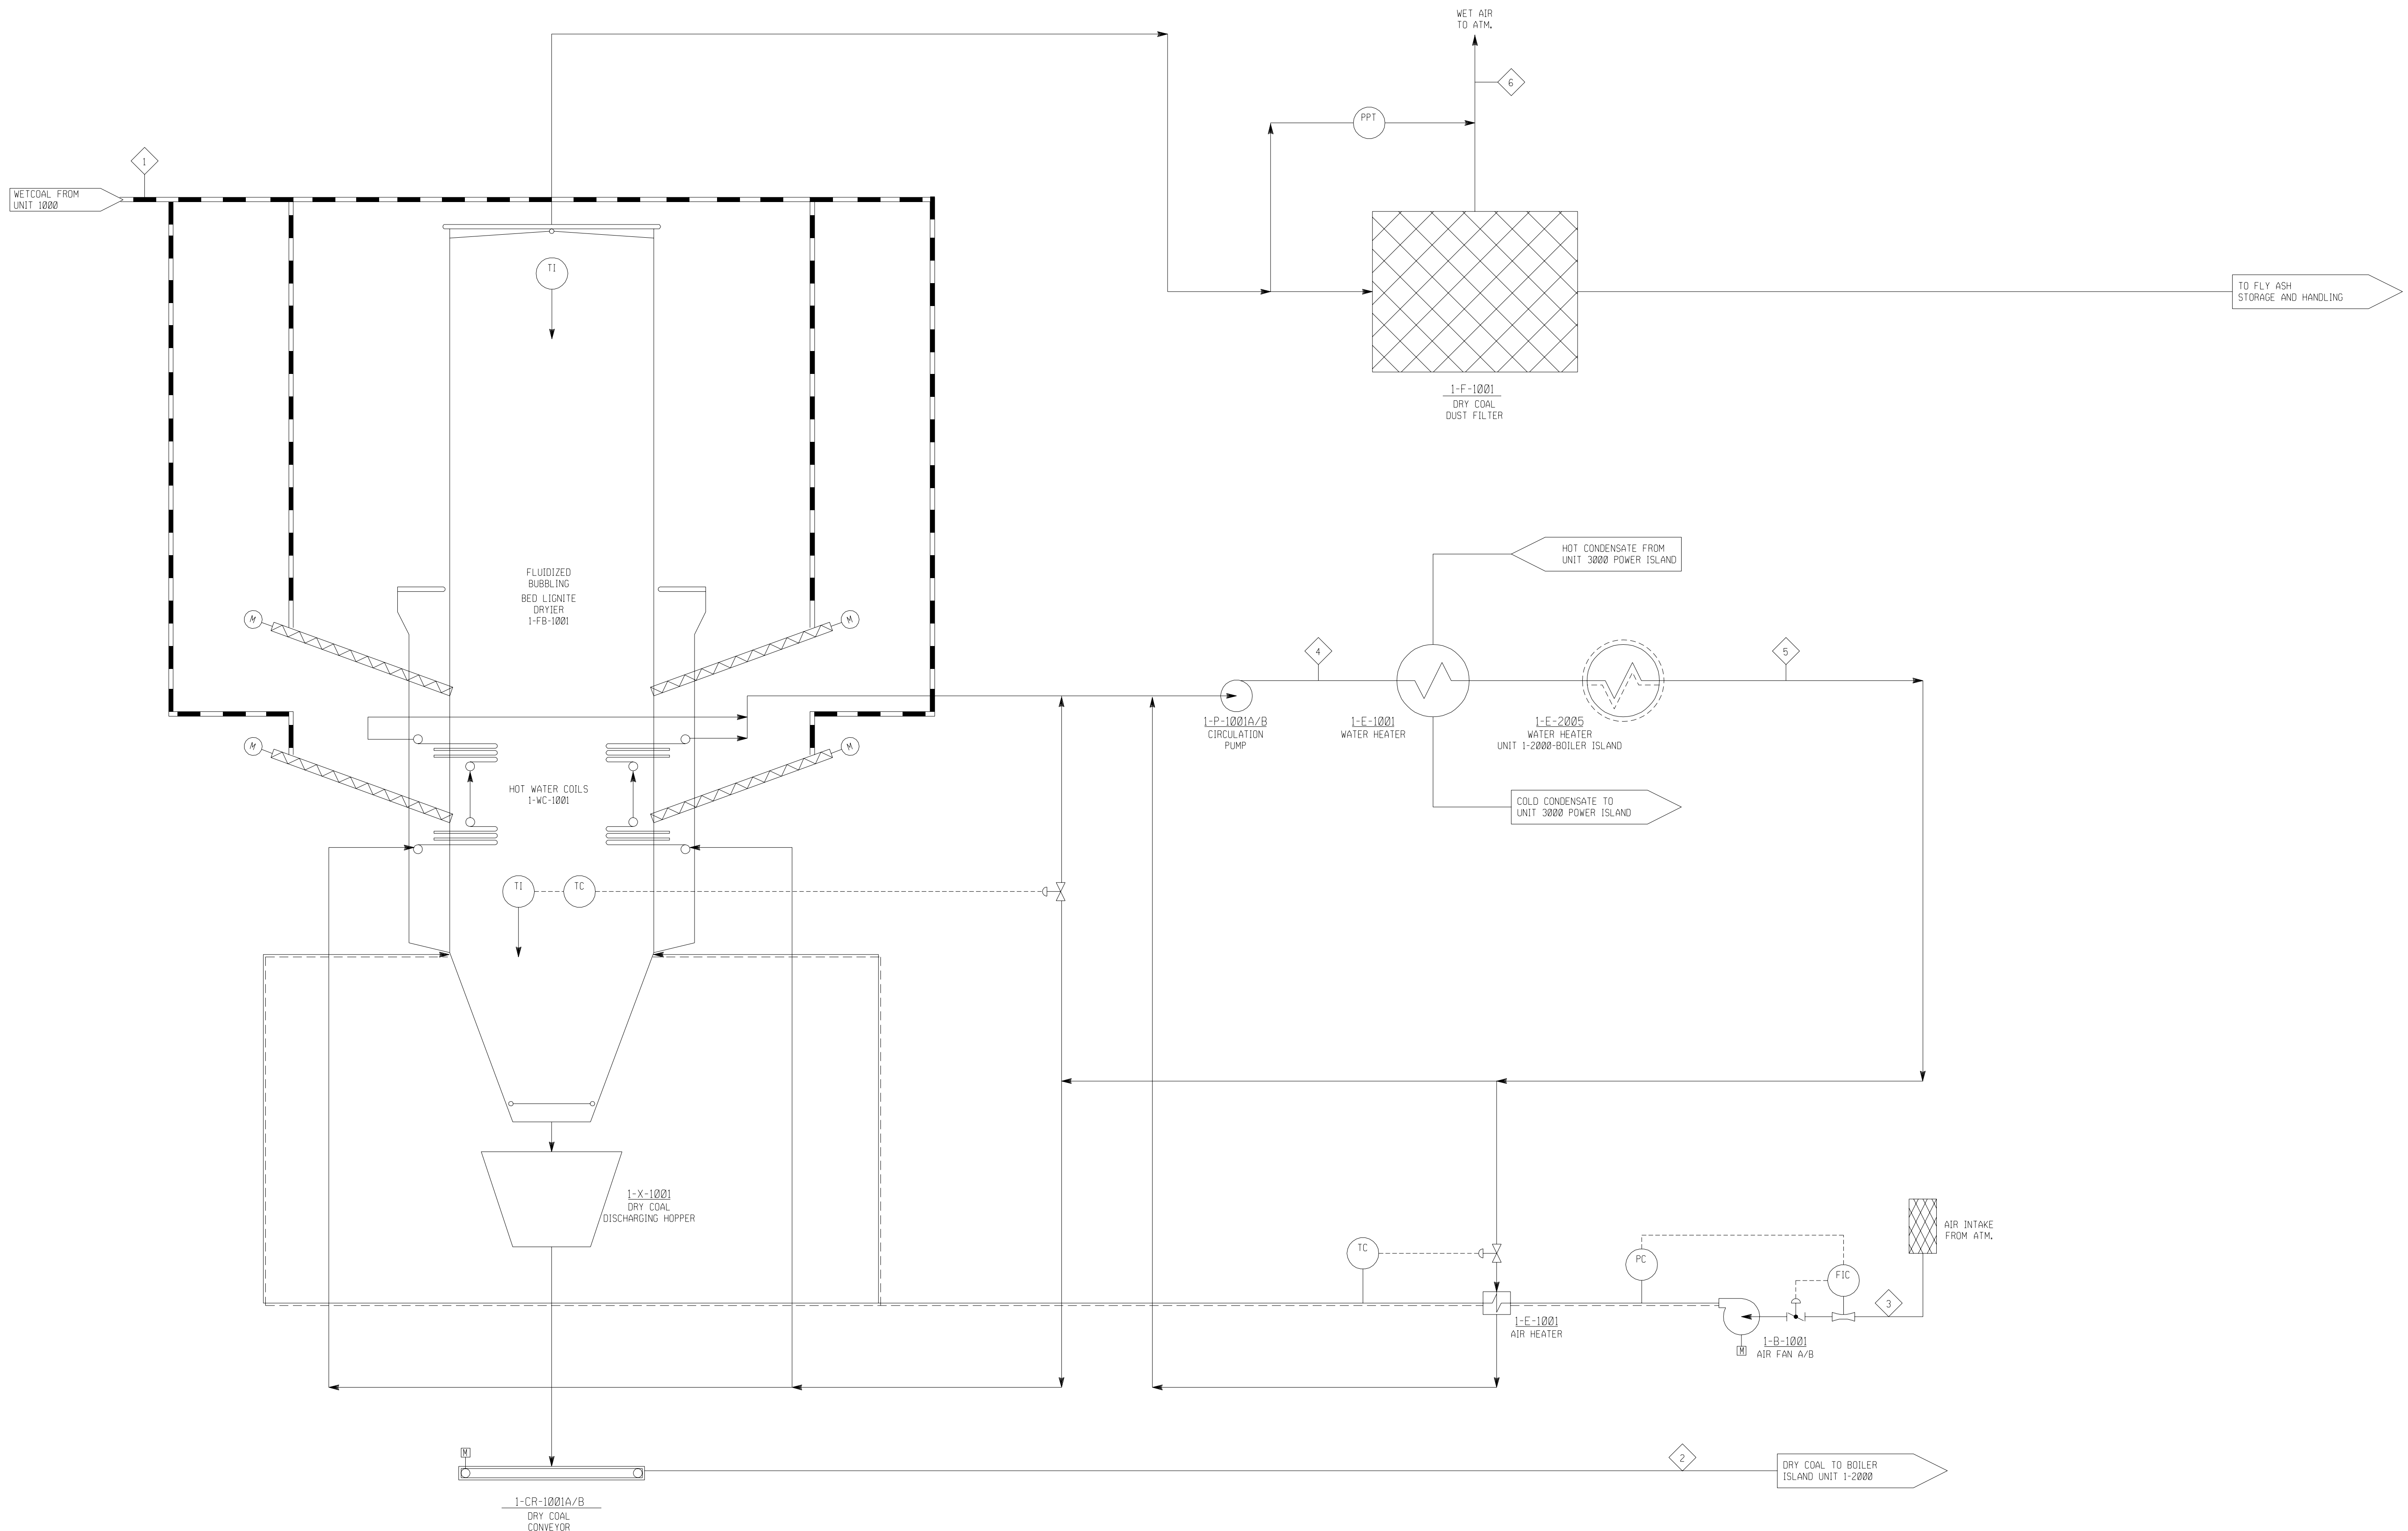 WET AIR
TO ATM.
6
PPT
1
WETCOAL FROM
UNIT 1000
TI
TO FLY ASH
STORAGE AND HANDLING
1-F-1001
DRY COAL
DUST FILTER
HOT CONDENSATE FROM
UNIT 3000 POWER ISLAND
FLUIDIZED
BUBBLING
BED LIGNITE
DRYIER
1-FB-1001
M
M
4
5
1-P-1001A/B
CIRCULATION
PUMP
1-E-1001
WATER HEATER
1-E-2005
WATER HEATER
UNIT 1-2000-BOILER ISLAND
M
M
HOT WATER COILS
1-WC-1001
COLD CONDENSATE TO
UNIT 3000 POWER ISLAND
TI
TC
1-X-1001
DRY COAL
DISCHARGING HOPPER
AIR INTAKE
FROM ATM.
TC
PC
FIC
3
1-E-1001
AIR HEATER
1-B-1001
AIR FAN A/B
M
M
2
DRY COAL TO BOILER
ISLAND UNIT 1-2000
1-CR-1001A/B
DRY COAL
CONVEYOR